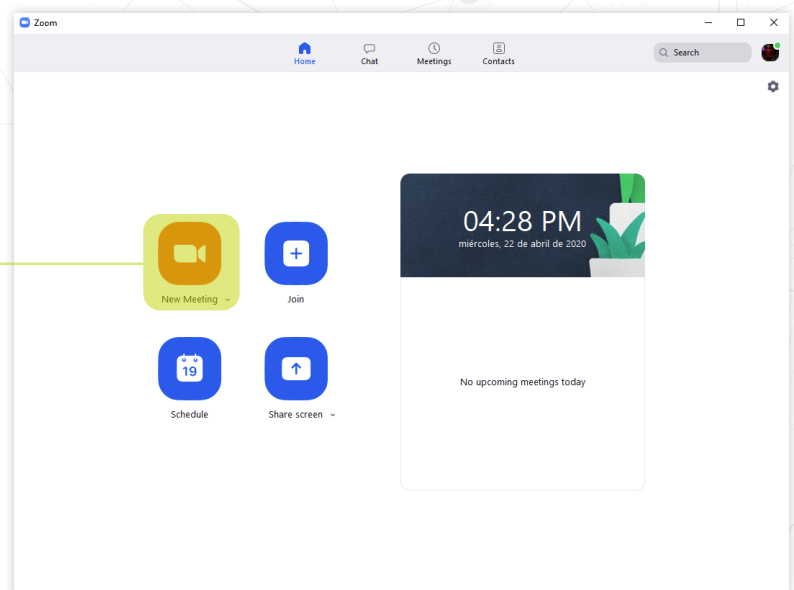 Zoom
Home
Chat
Meetings
Contacts
Search
New Meeting
Join
19
Schedule
Share screen
04:28 PM
miércoles, 22 de abril de 2020
No upcoming meetings today